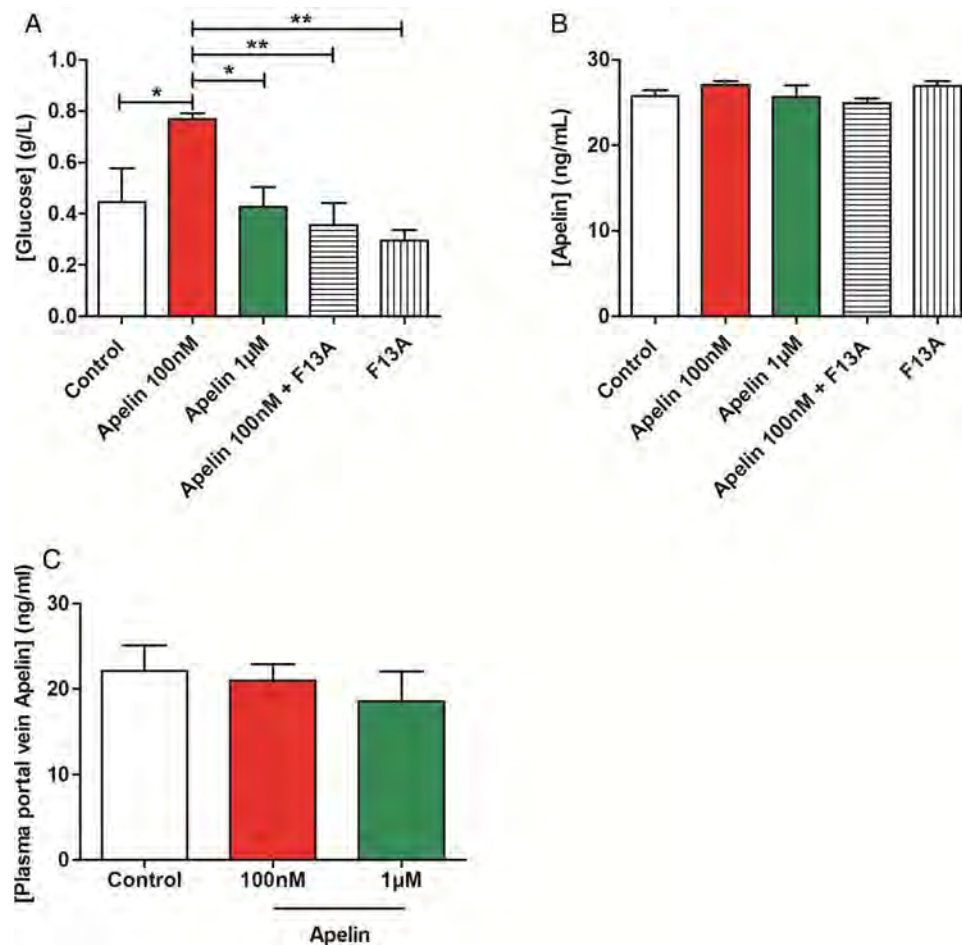 A
**
**
*
*
1.0
0.8
0.6
0.4
0.2
0.0
[Glucose] (g/L)
Control
Apelin 100nM
Apelin 1µM
Apelin 100nM + F13A
F13A
B
30
20
10
0
[Apelin] (ng/mL)
Control
Apelin 100nM
Apelin 1µM
Apelin 100nM + F13A
F13A
C
30
20
10
0
[Plasma portal vein Apelin] (ng/ml)
Control 100nM 1µM
Apelin